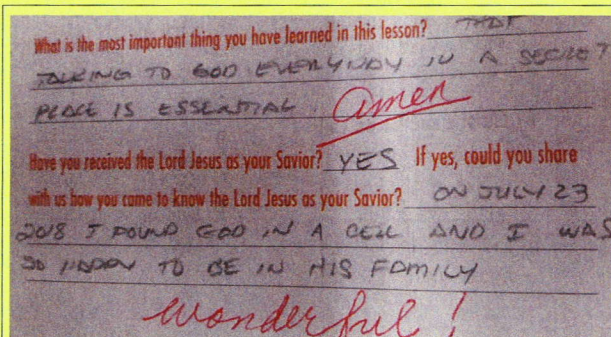 What is the most important thing you have learned in this lesson? THAT
TALKING TO GOD EVERYDAY IN A SECRET
PLACE IS ESSENTIAL. Amen
Have you received the Lord Jesus as your Savior? YES If yes, could you share
with us how you came to know the Lord Jesus as your Savior? ON JULY 23
2018 I FOUND GOD IN A CELL AND I WAS
SO HAPPY TO BE IN HIS FAMILY
wonderful!